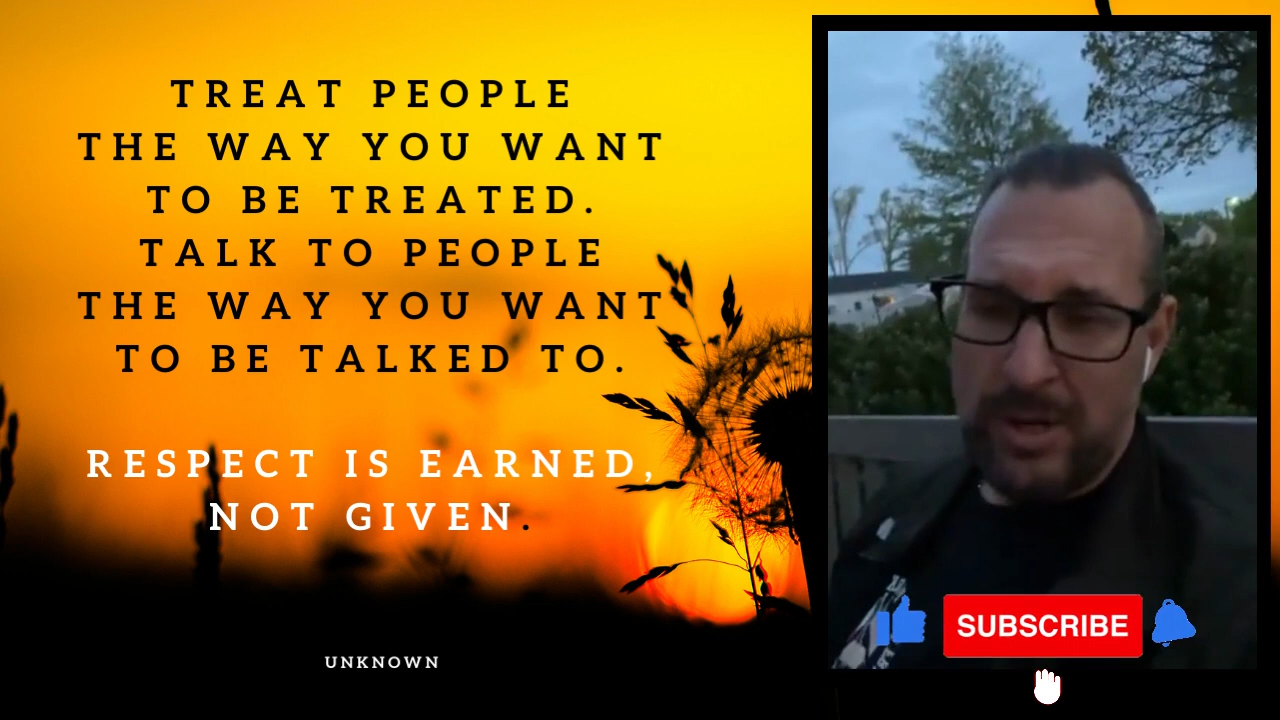 TREAT PEOPLE
THE WAY YOU WANT
TO BE TREATED.
TALK TO PEOPLE
THE WAY YOU WANT
TO BE TALKED TO.
RESPECT IS EARNED,
NOT GIVEN.
UNKNOWN
SUBSCRIBE